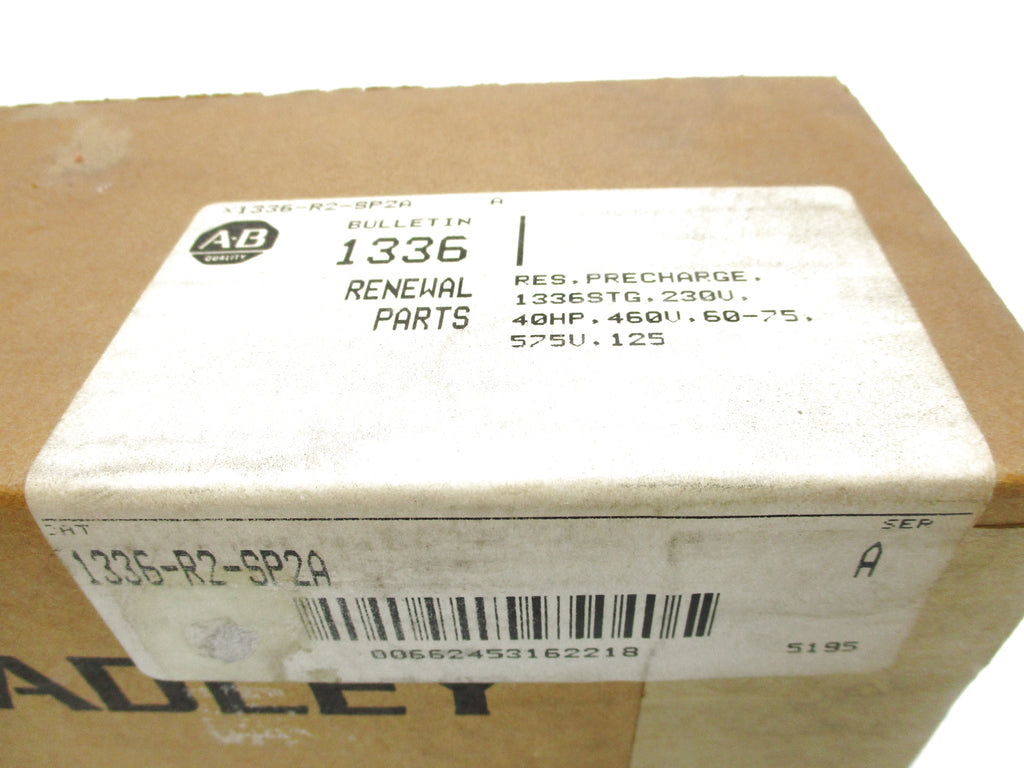 X1336-R2-SP2A A
A·B
QUALITY
BULLETIN
1336
RENEWAL
PARTS
RES,PRECHARGE,
1336STG,230V,
40HP,460V,60-75,
575V,125
CAT
SER
1336-R2-SP2A
A
00662453162218
5195
ADLEY